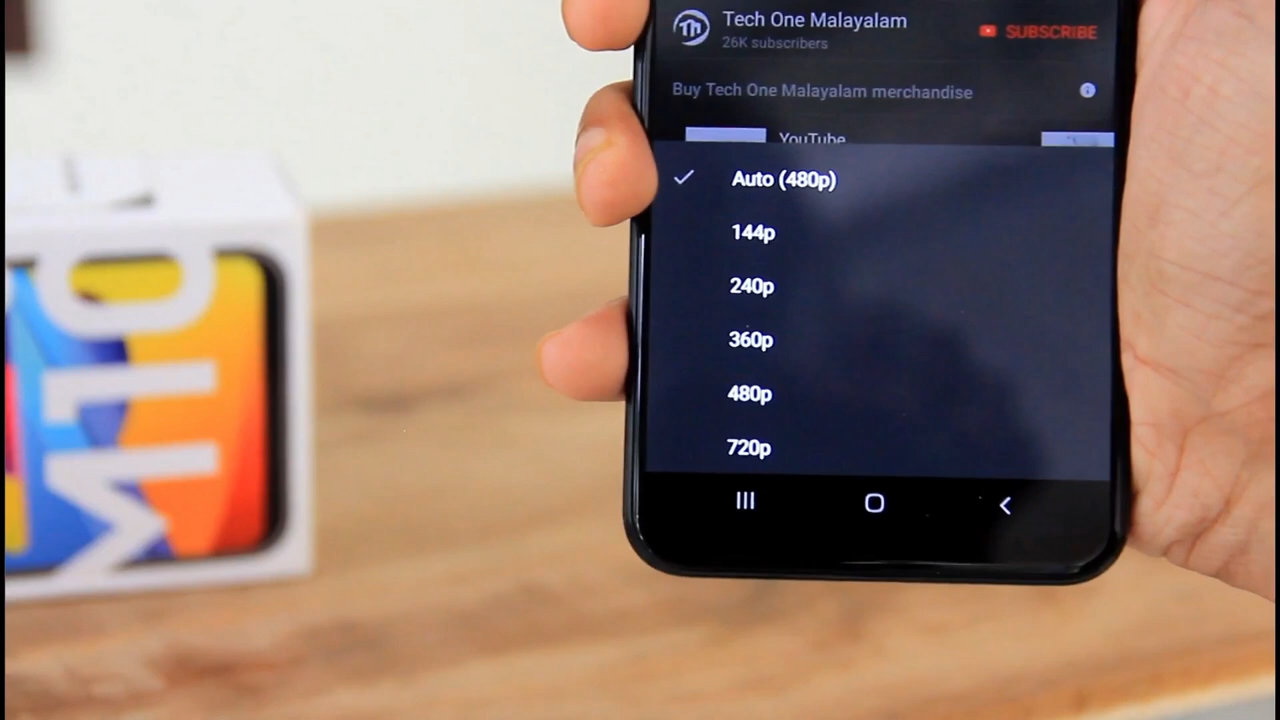 Tech One Malayalam
SUBSCRIBE
26K subscribers
Buy Tech One Malayalam merchandise
YouTube
Auto (480p)
144p
240p
360p
480p
720p
M10